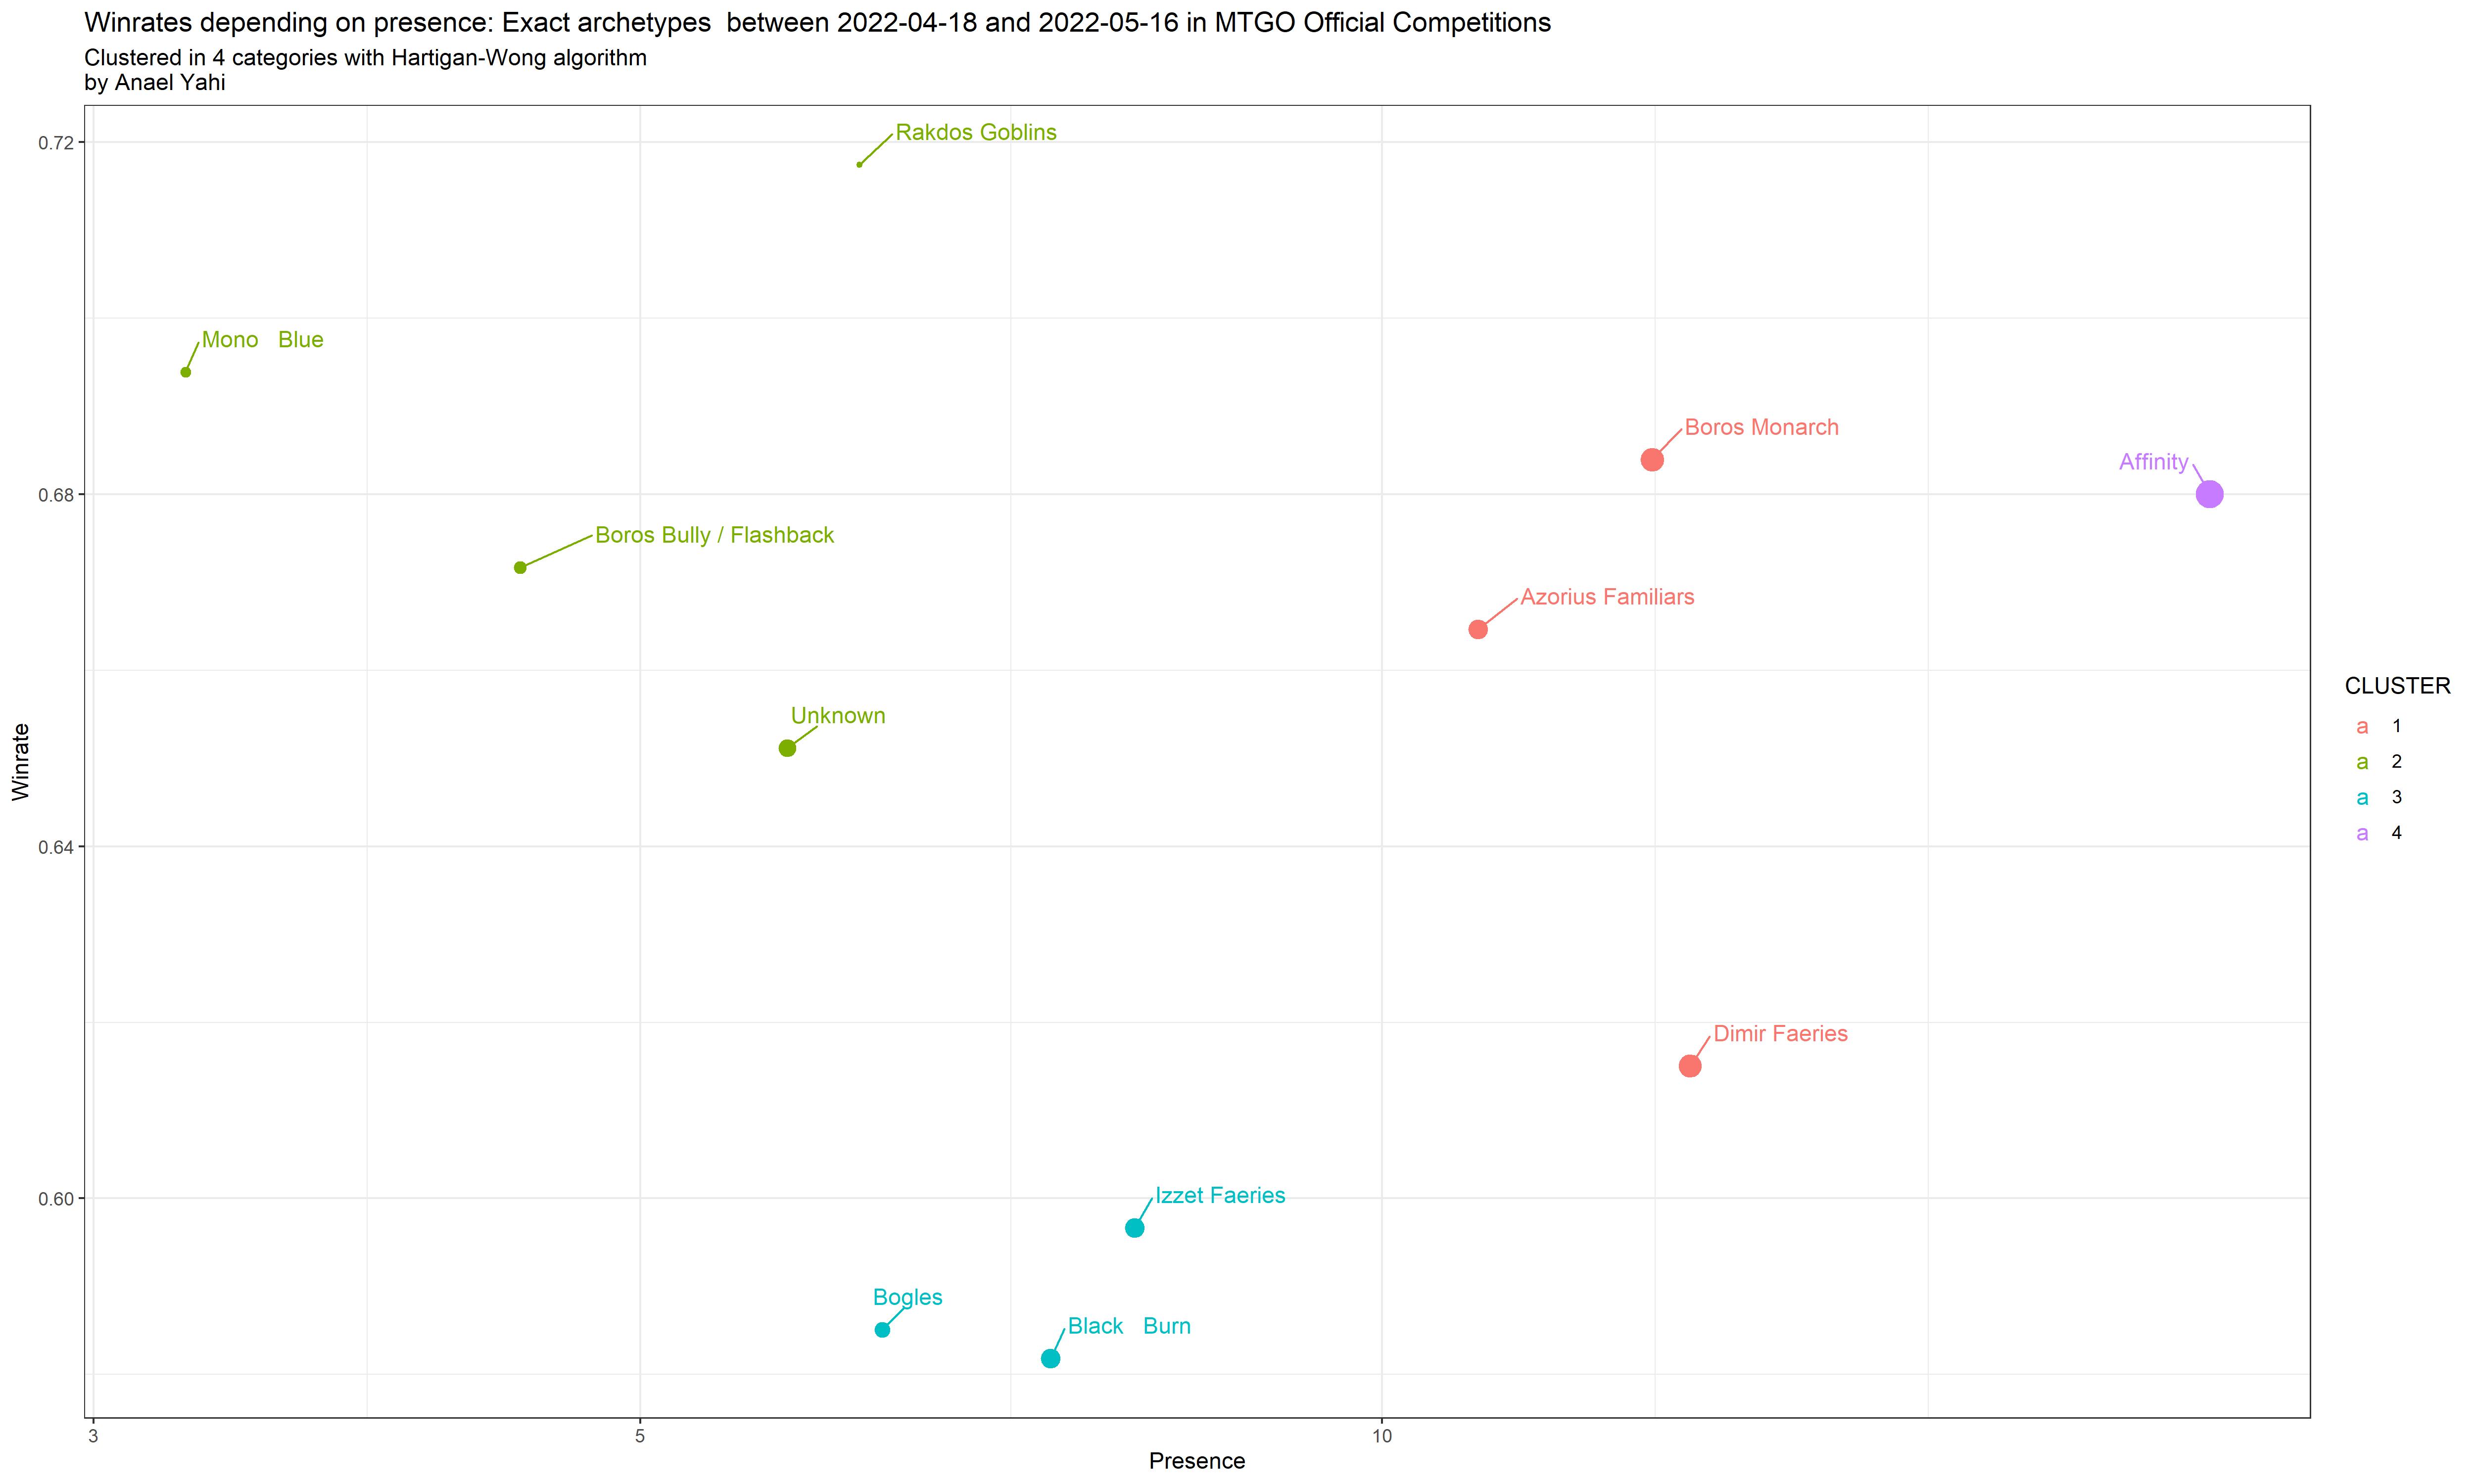 Winrates depending on presence: Exact archetypes  between 2022-04-18 and 2022-05-16 in MTGO Official Competitions
Clustered in 4 categories with Hartigan-Wong algorithm
by Anael Yahi
Rakdos Goblins
0.72
Mono   Blue
Boros Monarch
Affinity
0.68
Boros Bully / Flashback
Azorius Familiars
Unknown
Winrate
0.64
Dimir Faeries
Izzet Faeries
0.60
Bogles
Black   Burn
3
5
10
Presence
CLUSTER
a 1
a 2
a 3
a 4